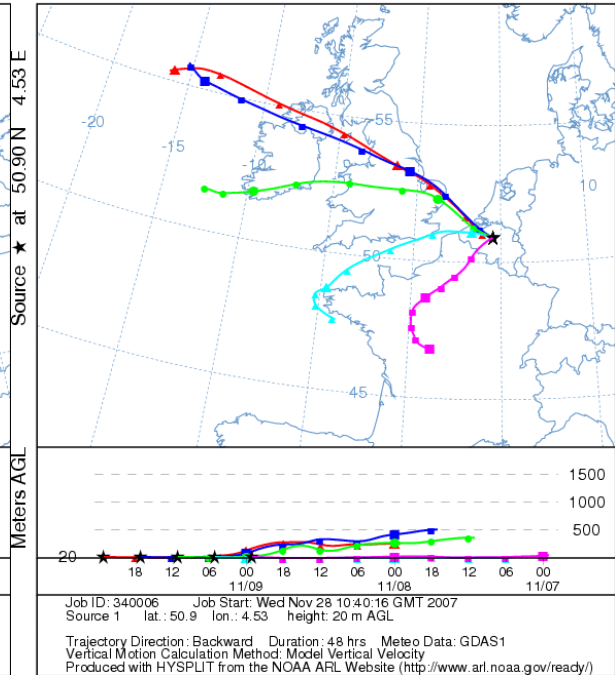 Source ★ at 50.90 N 4.53 E
-20
-15
-10
-55
10
50
45
Meters AGL
1500
1000
500
20
18 12 06 00 18 12 06 00 18 12 06 00
11/09 11/08 11/07
Job ID: 340006 Job Start: Wed Nov 28 10:40:16 GMT 2007
Source 1 lat.: 50.9 lon.: 4.53 height: 20 m AGL
Trajectory Direction: Backward Duration: 48 hrs Meteo Data: GDAS1
Vertical Motion Calculation Method: Model Vertical Velocity
Produced with HYSPLIT from the NOAA ARL Website (http://www.arl.noaa.gov/ready/)